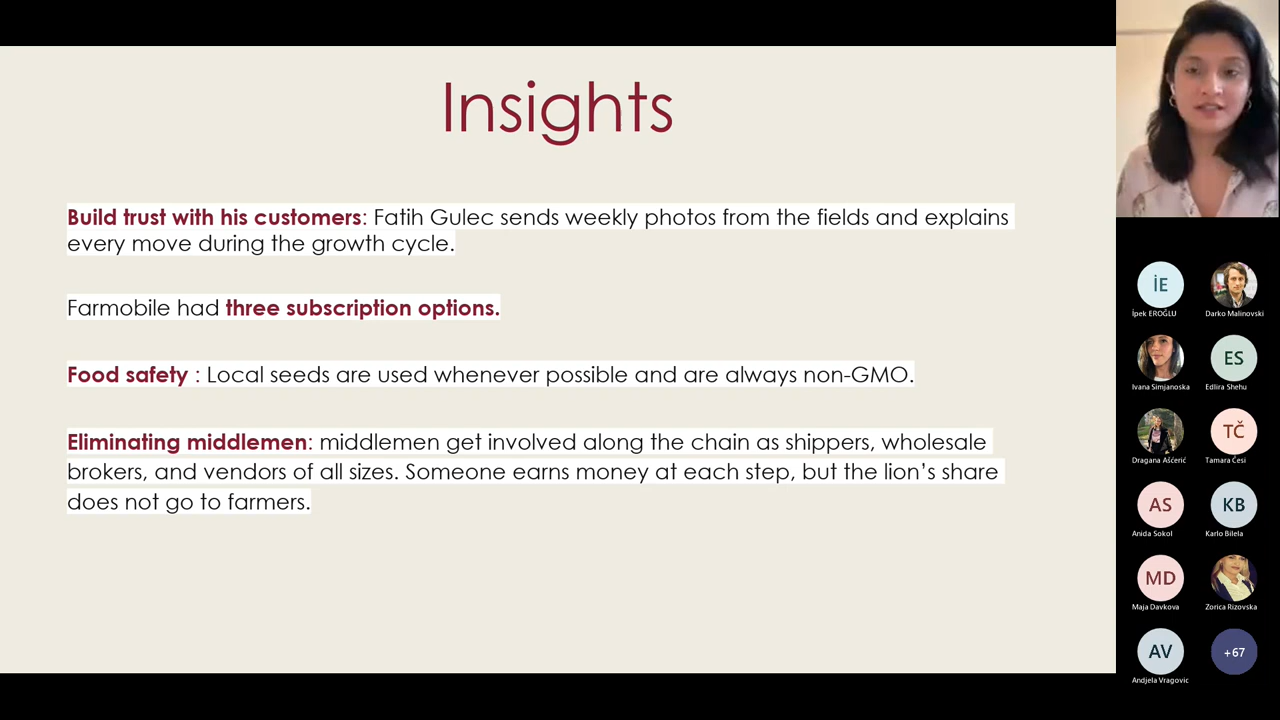 Insights
Build trust with his customers: Fatih Gulec sends weekly photos from the fields and explains
every move during the growth cycle.
Farmobile had three subscription options.
Food safety : Local seeds are used whenever possible and are always non-GMO.
Eliminating middlemen: middlemen get involved along the chain as shippers, wholesale
brokers, and vendors of all sizes. Someone earns money at each step, but the lion’s share
does not go to farmers.
İE
İpek EROĞLU
Darko Malinovski
Ivana Simjanoska
ES
Edlira Shehu
Dragana Aščerić
TČ
Tamara Česi
AS
Anida Sokol
KB
Karlo Bilela
MD
Maja Davkova
Zorica Rizovska
AV
Andjela Vragovic
+67